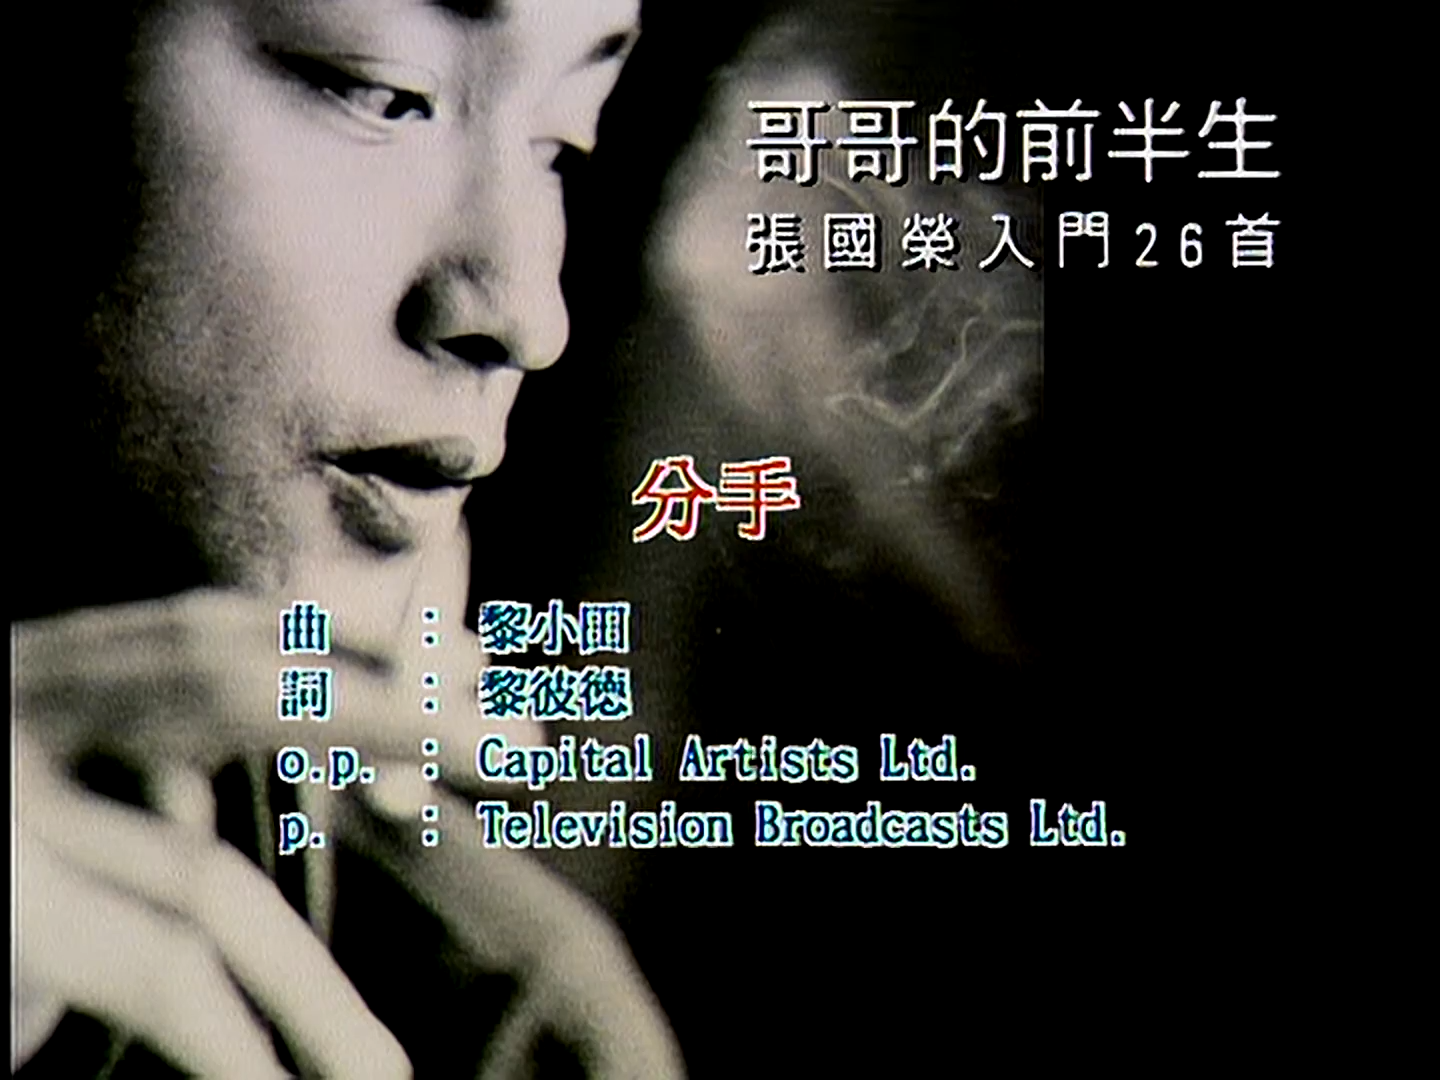 哥哥的前半生
張國榮入門26首
分手
曲 : 黎小田
詞 : 黎彼德
o.p. : Capital Artists Ltd.
p. : Television Broadcasts Ltd.